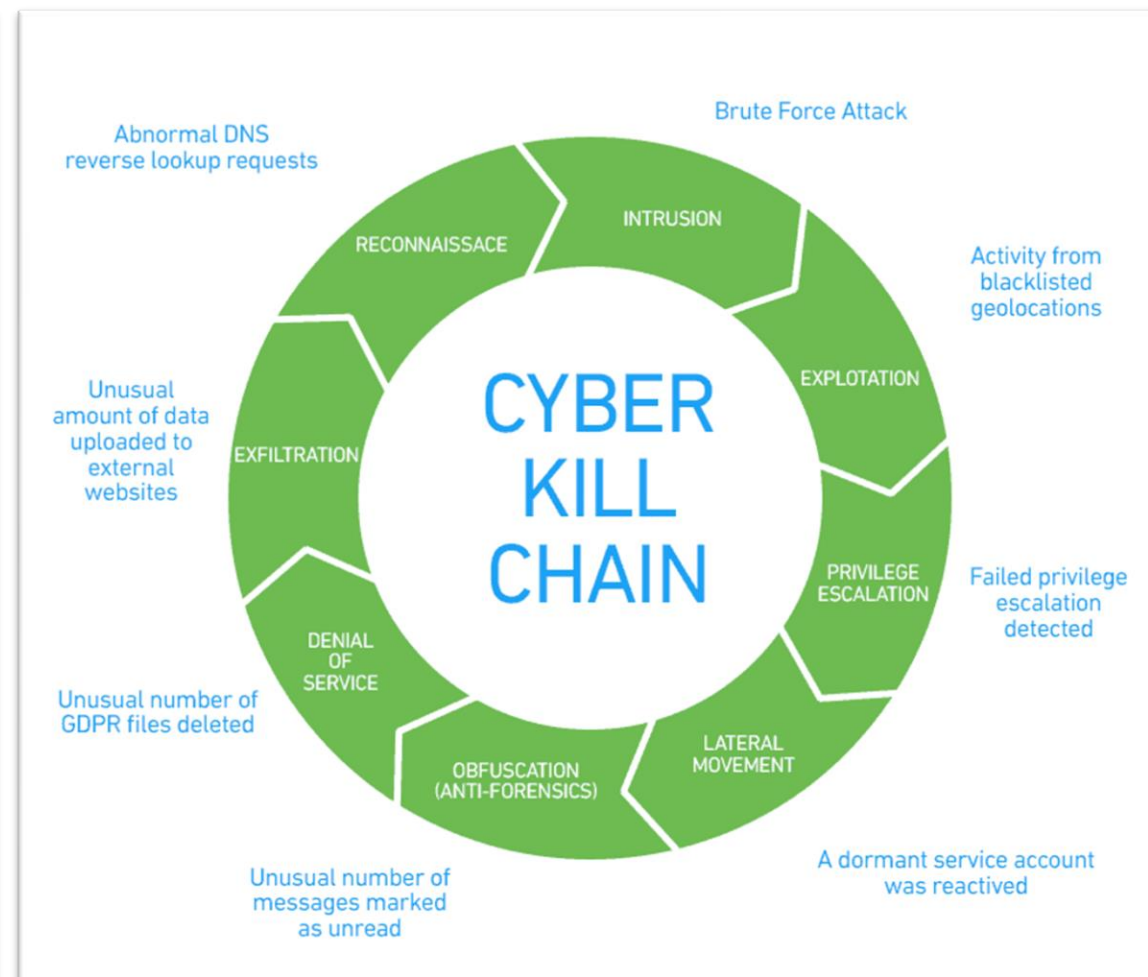 Abnormal DNS
reverse lookup requests
Brute Force Attack
RECONNAISSACE
INTRUSION
Activity from
blacklisted
geolocations
EXPLOTATION
CYBER
KILL
CHAIN
Unusual
amount of data
uploaded to
external
websites
EXFILTRATION
PRIVILEGE
ESCALATION
Failed privilege
escalation
detected
DENIAL
OF
SERVICE
Unusual number of
GDPR files deleted
LATERAL
MOVEMENT
OBFUSCATION
(ANTI-FORENSICS)
A dormant service account
was reactived
Unusual number of
messages marked
as unread